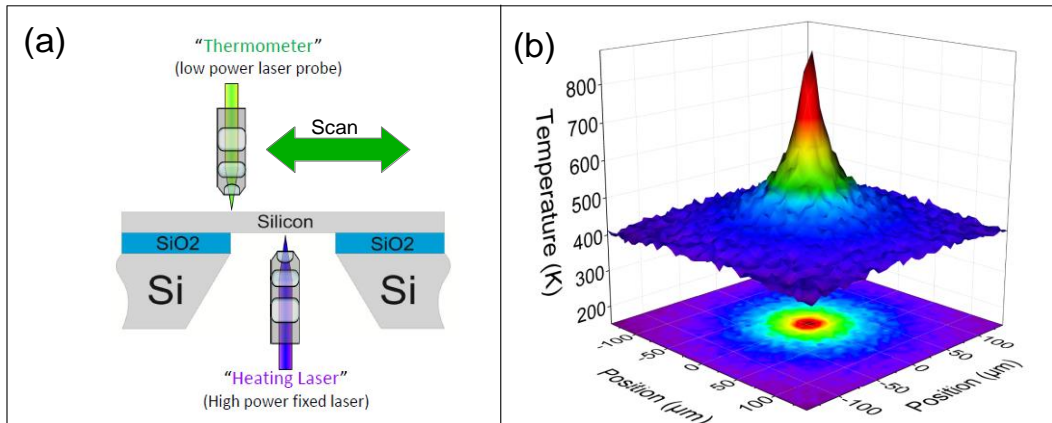 (a)
“Thermometer”
(low power laser probe)
Scan
Silicon
SiO2
SiO2
Si
Si
“Heating Laser”
(High power fixed laser)
(b)
Temperature (K)
800
700
600
500
400
300
200
-100
-50
0
50
100
Position (µm)
-100
-50
0
50
100
Position (µm)